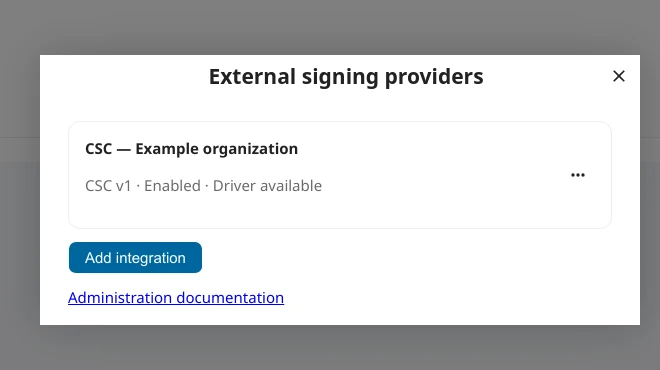 External signing providers
CSC — Example organization
CSC v1 · Enabled · Driver available
Add integration
Administration documentation